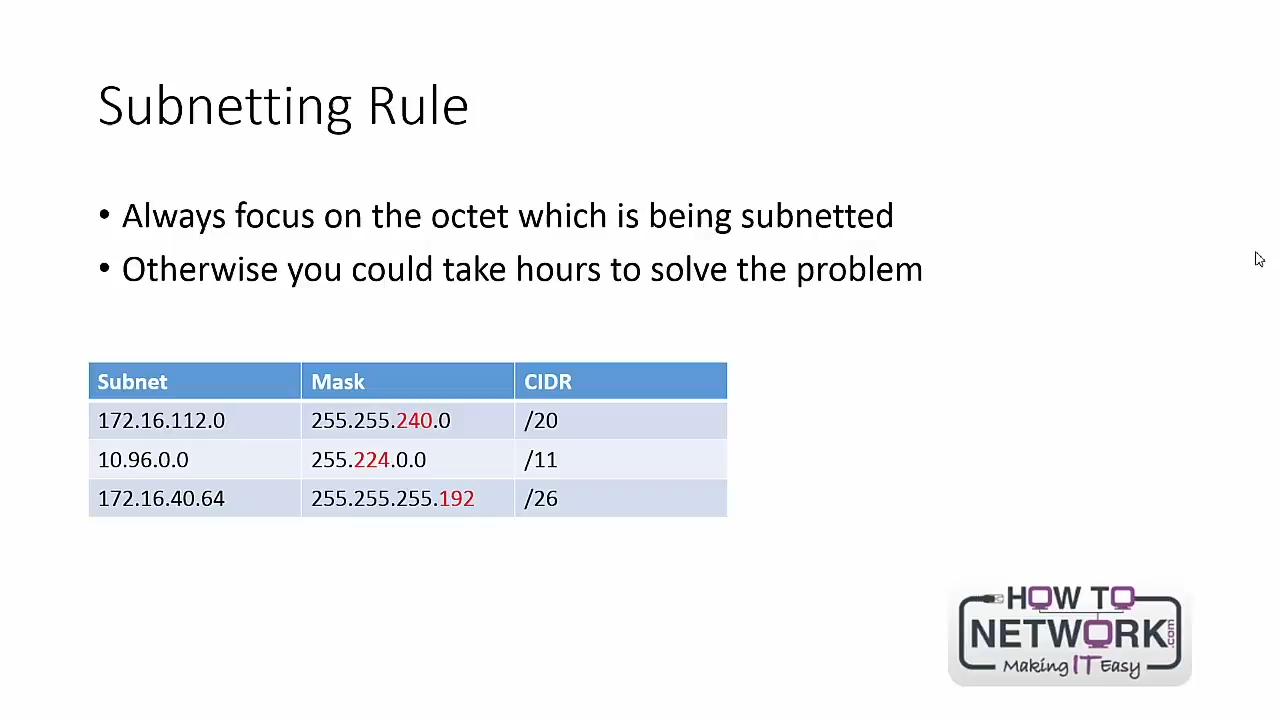 Subnetting Rule
• Always focus on the octet which is being subnetted
• Otherwise you could take hours to solve the problem
Subnet Mask CIDR
172.16.112.0 255.255.240.0 /20
10.96.0.0 255.224.0.0 /11
172.16.40.64 255.255.255.192 /26
HOW TO
NETWORK.com
Making IT Easy